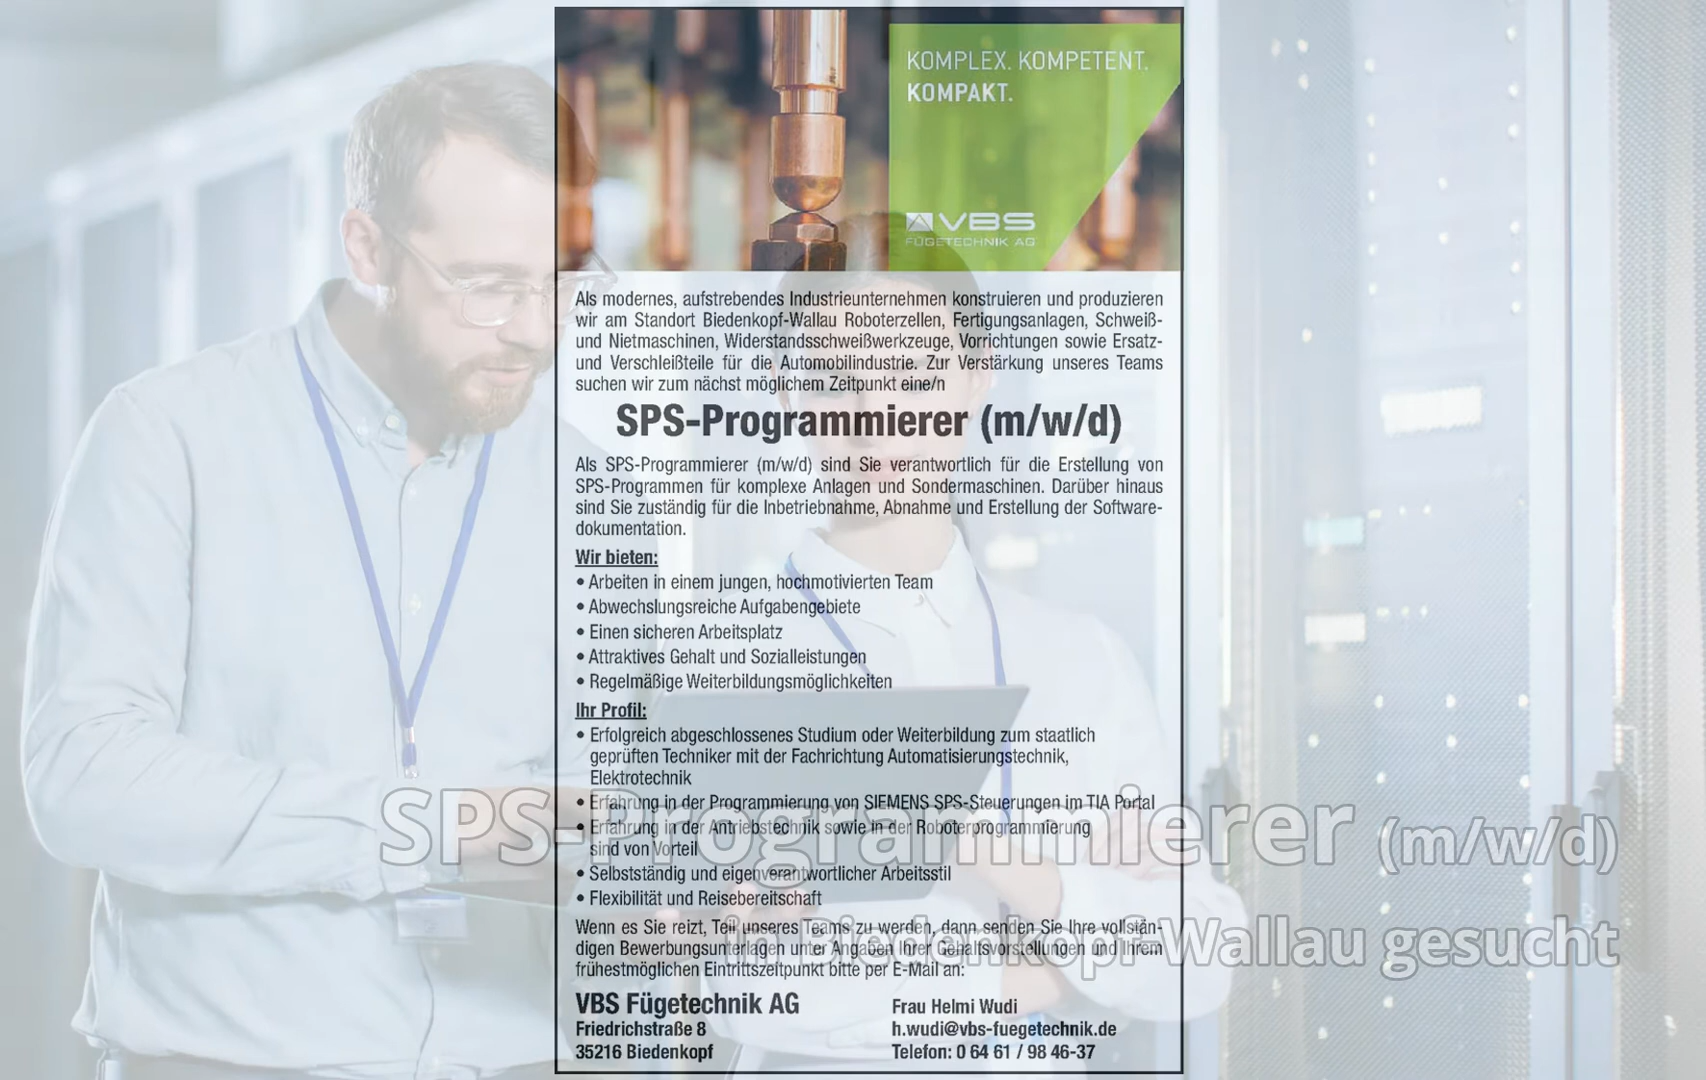 KOMPLEX. KOMPETENT.
KOMPAKT.
VBS
FÜGETECHNIK AG
Als modernes, aufstrebendes Industrieunternehmen konstruieren und produzieren
wir am Standort Biedenkopf-Wallau Roboterzellen, Fertigungsanlagen, Schweiß-
und Nietmaschinen, Widerstandsschweißwerkzeuge, Vorrichtungen sowie Ersatz-
und Verschleißteile für die Automobilindustrie. Zur Verstärkung unseres Teams
suchen wir zum nächst möglichem Zeitpunkt eine/n
SPS-Programmierer (m/w/d)
Als SPS-Programmierer (m/w/d) sind Sie verantwortlich für die Erstellung von
SPS-Programmen für komplexe Anlagen und Sondermaschinen. Darüber hinaus
sind Sie zuständig für die Inbetriebnahme, Abnahme und Erstellung der Software-
dokumentation.
Wir bieten:
• Arbeiten in einem jungen, hochmotivierten Team
• Abwechslungsreiche Aufgabengebiete
• Einen sicheren Arbeitsplatz
• Attraktives Gehalt und Sozialleistungen
• Regelmäßige Weiterbildungsmöglichkeiten
Ihr Profil:
• Erfolgreich abgeschlossenes Studium oder Weiterbildung zum staatlich
geprüften Techniker mit der Fachrichtung Automatisierungstechnik,
Elektrotechnik
• Erfahrung in der Programmierung von SIEMENS SPS-Steuerungen im TIA Portal
• Erfahrung in der Antriebstechnik sowie in der Roboterprogrammierung
sind von Vorteil
• Selbstständig und eigenverantwortlicher Arbeitsstil
• Flexibilität und Reisebereitschaft
Wenn es Sie reizt, Teil unseres Teams zu werden, dann senden Sie Ihre vollstän-
digen Bewerbungsunterlagen unter Angaben Ihrer Gehaltsvorstellungen und Ihrem
frühestmöglichen Eintrittszeitpunkt bitte per E-Mail an:
VBS Fügetechnik AG
Friedrichstraße 8
35216 Biedenkopf
Frau Helmi Wudi
h.wudi@vbs-fuegetechnik.de
Telefon: 0 64 61 / 98 46-37
SPS-Programmierer (m/w/d)
in Biedenkopf-Wallau gesucht